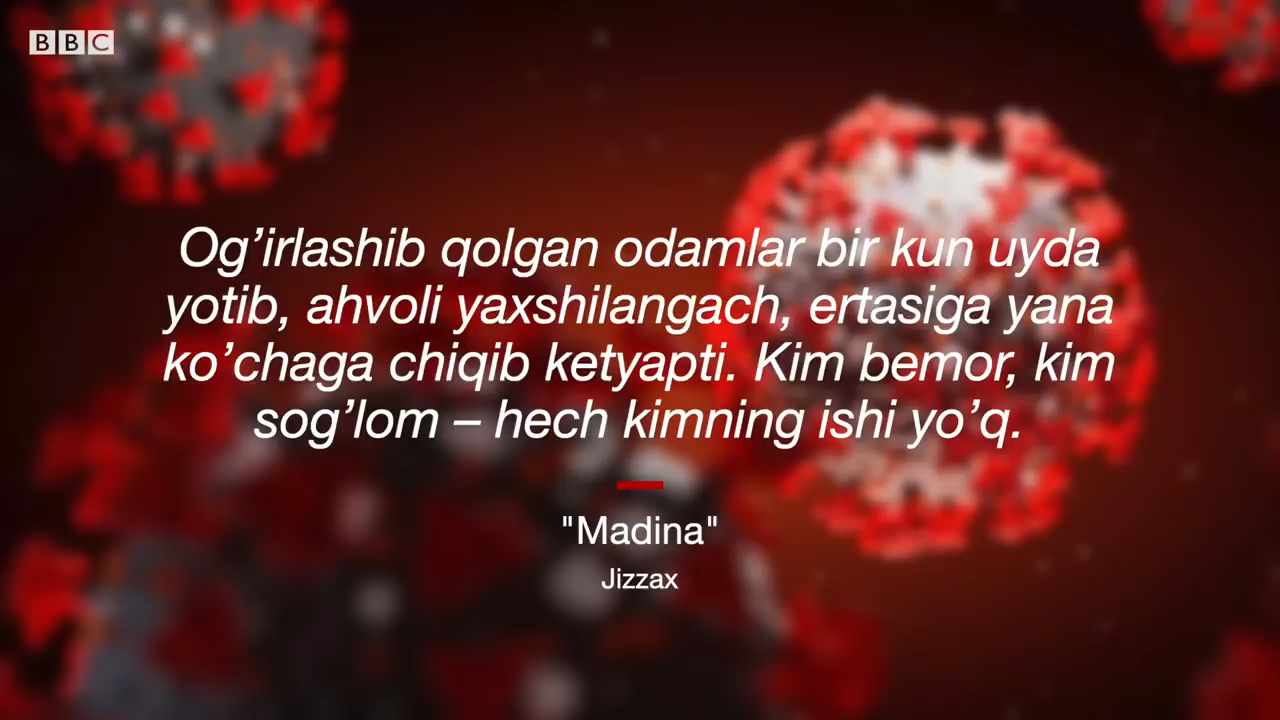 BBC
Og’irlashib qolgan odamlar bir kun uyda
yotib, ahvoli yaxshilangach, ertasiga yana
ko’chaga chiqib ketyapti. Kim bemor, kim
sog’lom – hech kimning ishi yo’q.
"Madina"
Jizzax